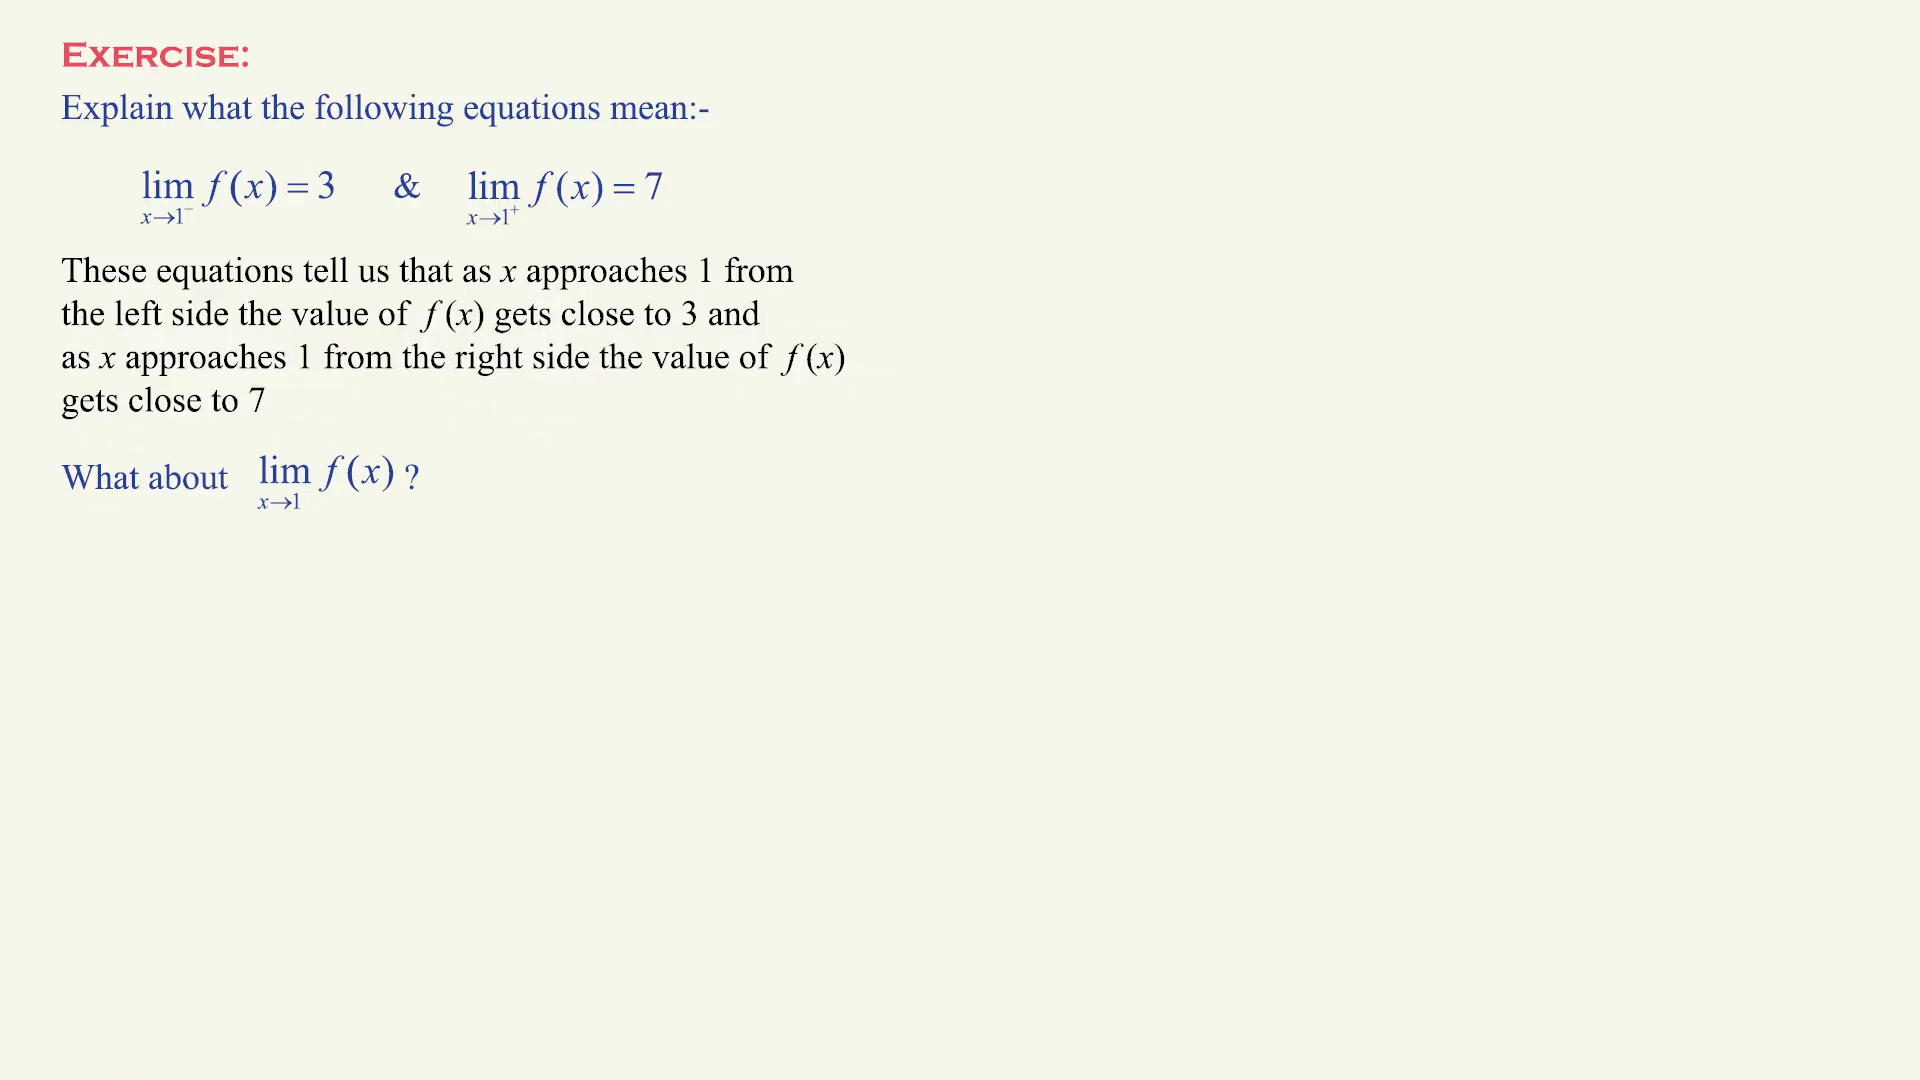 EXERCISE:
Explain what the following equations mean:-
lim x→1⁻ f(x) = 3 & lim x→1⁺ f(x) = 7
These equations tell us that as x approaches 1 from
the left side the value of f(x) gets close to 3 and
as x approaches 1 from the right side the value of f(x)
gets close to 7
What about lim x→1 f(x) ?